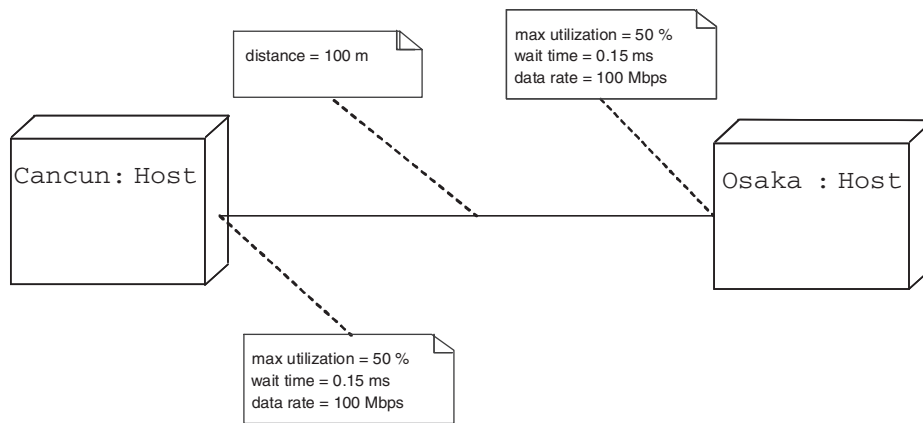 distance = 100 m
max utilization = 50 %
wait time = 0.15 ms
data rate = 100 Mbps
Cancun: Host
Osaka : Host
max utilization = 50 %
wait time = 0.15 ms
data rate = 100 Mbps